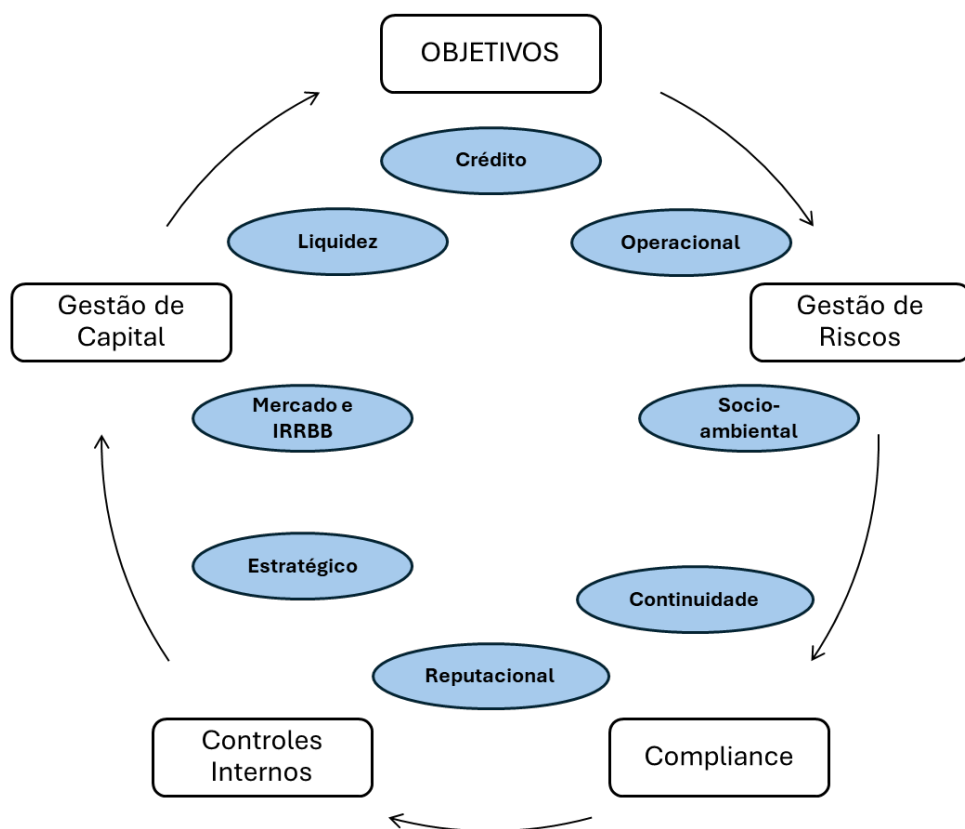 OBJETIVOS
Crédito
Liquidez
Operacional
Gestão de
Capital
Gestão de
Riscos
Mercado e
IRRBB
Socio-
ambiental
Estratégico
Continuidade
Reputacional
Controles
Internos
Compliance